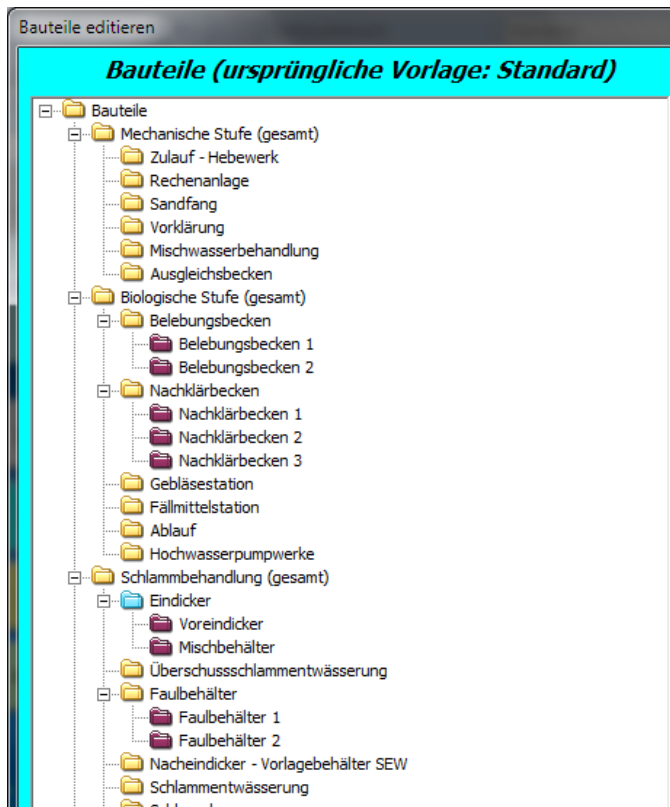 Bauteile editieren
Bauteile (ursprüngliche Vorlage: Standard)
Bauteile
Mechanische Stufe (gesamt)
Zulauf - Hebewerk
Rechenanlage
Sandfang
Vorklärung
Mischwasserbehandlung
Ausgleichsbecken
Biologische Stufe (gesamt)
Belebungsbecken
Belebungsbecken 1
Belebungsbecken 2
Nachklärbecken
Nachklärbecken 1
Nachklärbecken 2
Nachklärbecken 3
Gebläsestation
Fällmittelstation
Ablauf
Hochwasserpumpwerke
Schlammbehandlung (gesamt)
Eindicker
Voreindicker
Mischbehälter
Überschussschlammentwässerung
Faulbehälter
Faulbehälter 1
Faulbehälter 2
Nacheindicker - Vorlagebehälter SEW
Schlammentwässerung